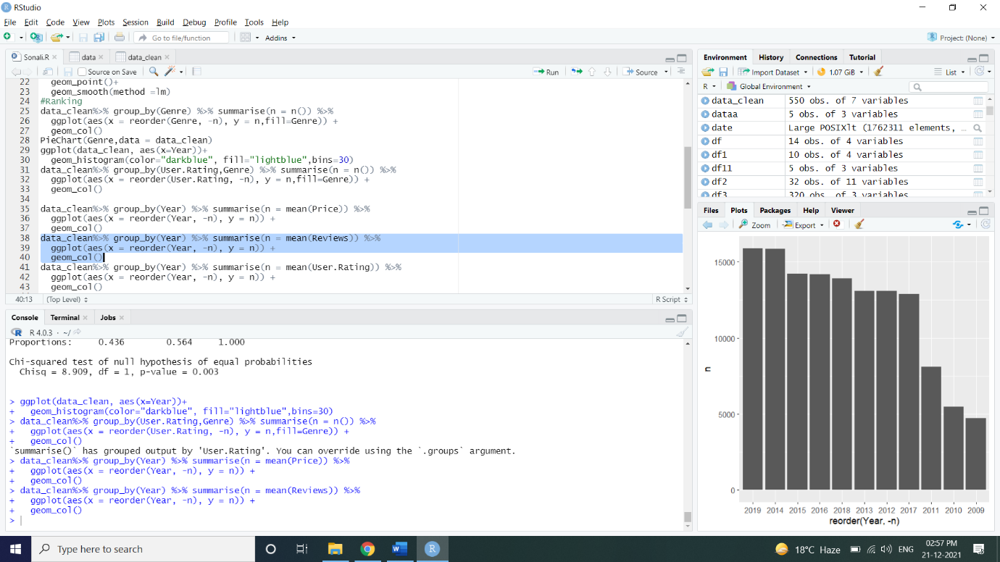 RStudio
File Edit Code View Plots Session Build Debug Profile Tools Help
Go to file/function Addins Project: (None)
Sonali.R data data_clean
Source on Save Run Source
22 geom_point()+
23 geom_smooth(method =lm)
24 #Ranking
25 data_clean%>% group_by(Genre) %>% summarise(n = n()) %>%
26 ggplot(aes(x = reorder(Genre, -n), y = n,fill=Genre)) +
27 geom_col()
28 PieChart(Genre,data = data_clean)
29 ggplot(data_clean, aes(x=Year))+
30 geom_histogram(color="darkblue", fill="lightblue",bins=30)
31 data_clean%>% group_by(User.Rating,Genre) %>% summarise(n = n()) %>%
32 ggplot(aes(x = reorder(User.Rating, -n), y = n,fill=Genre)) +
33 geom_col()
34
35 data_clean%>% group_by(Year) %>% summarise(n = mean(Price)) %>%
36 ggplot(aes(x = reorder(Year, -n), y = n)) +
37 geom_col()
38 data_clean%>% group_by(Year) %>% summarise(n = mean(Reviews)) %>%
39 ggplot(aes(x = reorder(Year, -n), y = n)) +
40 geom_col()
41 data_clean%>% group_by(Year) %>% summarise(n = mean(User.Rating)) %>%
42 ggplot(aes(x = reorder(Year, -n), y = n)) +
43 geom_col()
40:13 (Top Level) R Script
Console Terminal Jobs
R 4.0.3 · ~/
Proportions: 0.436 0.564 1.000
Chi-squared test of null hypothesis of equal probabilities
Chisq = 8.909, df = 1, p-value = 0.003
> ggplot(data_clean, aes(x=Year))+
+ geom_histogram(color="darkblue", fill="lightblue",bins=30)
> data_clean%>% group_by(User.Rating,Genre) %>% summarise(n = n()) %>%
+ ggplot(aes(x = reorder(User.Rating, -n), y = n,fill=Genre)) +
+ geom_col()
`summarise()` has grouped output by 'User.Rating'. You can override using the `.groups` argument.
> data_clean%>% group_by(Year) %>% summarise(n = mean(Price)) %>%
+ ggplot(aes(x = reorder(Year, -n), y = n)) +
+ geom_col()
> data_clean%>% group_by(Year) %>% summarise(n = mean(Reviews)) %>%
+ ggplot(aes(x = reorder(Year, -n), y = n)) +
+ geom_col()
>
Environment History Connections Tutorial
Import Dataset 1.07 GiB List
R Global Environment
data_clean 550 obs. of 7 variables
dataa 5 obs. of 3 variables
date Large POSIXlt (1762311 elements, ...
df 14 obs. of 4 variables
df1 10 obs. of 4 variables
df11 5 obs. of 3 variables
df2 32 obs. of 11 variables
df3 320 obs. of 3 variables
Files Plots Packages Help Viewer
Zoom Export
15000
10000
n
5000
0
2019 2014 2015 2016 2018 2013 2012 2017 2011 2010 2009
reorder(Year, -n)
Type here to search
18°C Haze ENG 02:57 PM
21-12-2021